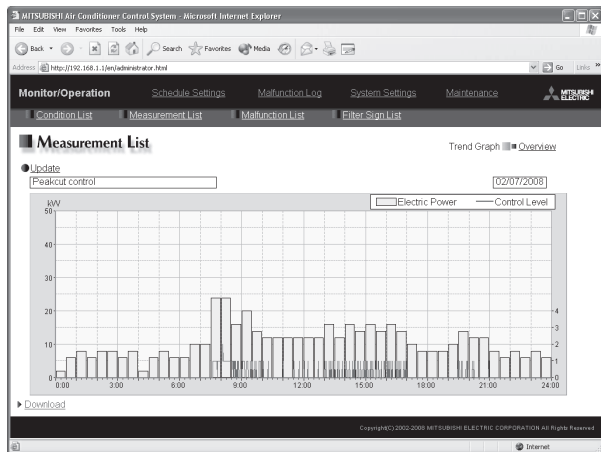 MITSUBISHI Air Conditioner Control System - Microsoft Internet Explorer
File Edit View Favorites Tools Help
Back Search Favorites Media
Address http://192.168.1.1/en/administrator.html Go Links »
Monitor/Operation Schedule Settings Malfunction Log System Settings Maintenance MITSUBISHI ELECTRIC
Condition List Measurement List Malfunction List Filter Sign List
Measurement List Trend Graph Overview
Update
Peakcut control 02/07/2008
kW Electric Power Control Level
50
40
30
20
10 4
3
2
1
0 0
0:00 3:00 6:00 9:00 12:00 15:00 18:00 21:00 24:00
Download
Copyright(C) 2002-2008 MITSUBISHI ELECTRIC CORPORATION All Rights Reserved
Internet